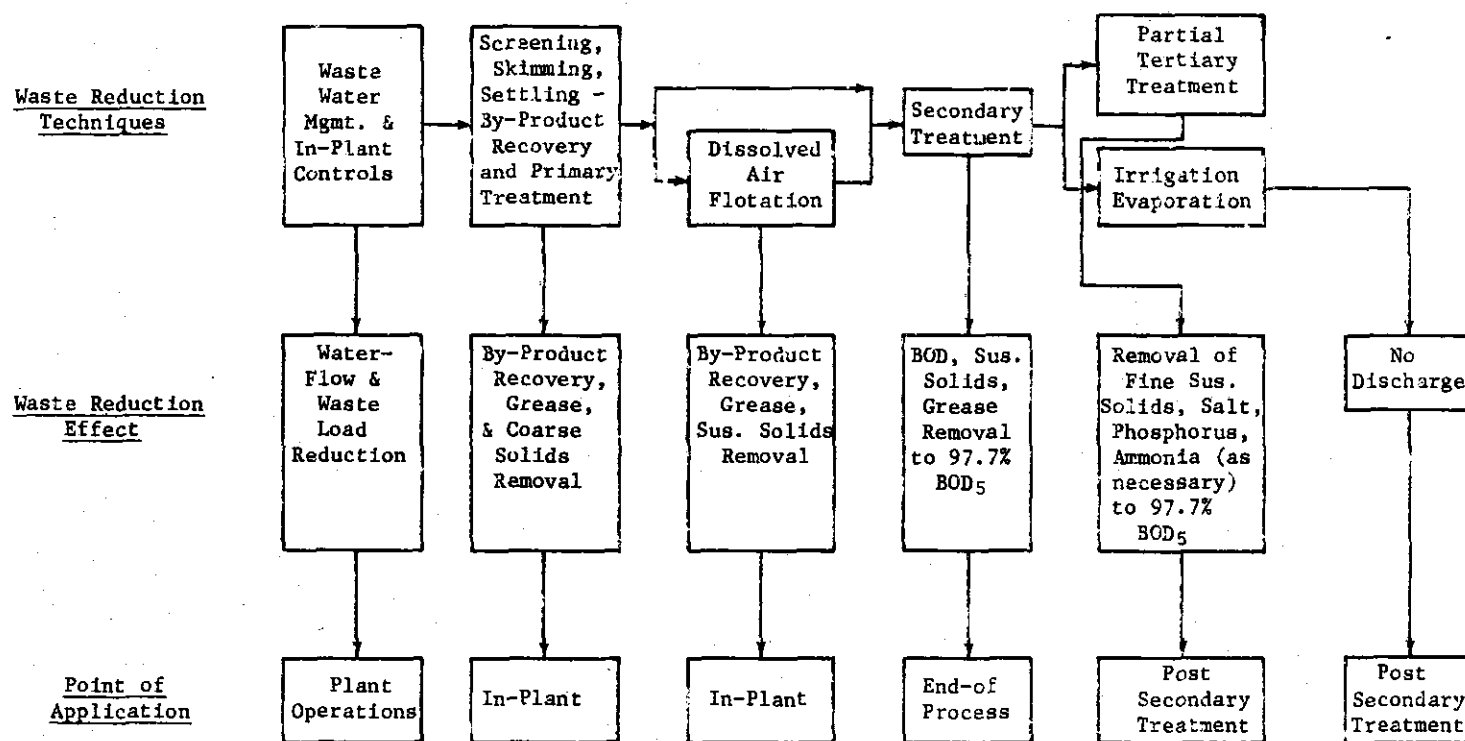 Waste Reduction
Techniques
Waste
Water
Mgmt. &
In-Plant
Controls
Screening,
Skimming,
Settling -
By-Product
Recovery
and Primary
Treatment
Dissolved
Air
Flotation
Secondary
Treatment
Partial
Tertiary
Treatment
Irrigation
Evaporation
Waste Reduction
Effect
Water-
Flow &
Waste
Load
Reduction
By-Product
Recovery,
Grease,
& Coarse
Solids
Removal
By-Product
Recovery,
Grease,
Sus. Solids
Removal
BOD, Sus.
Solids,
Grease
Removal
to 97.7%
BOD5
Removal of
Fine Sus.
Solids, Salt,
Phosphorus,
Ammonia (as
necessary)
to 97.7%
BOD5
No
Discharge
Point of
Application
Plant
Operations
In-Plant
In-Plant
End-of
Process
Post
Secondary
Treatment
Post
Secondary
Treatment